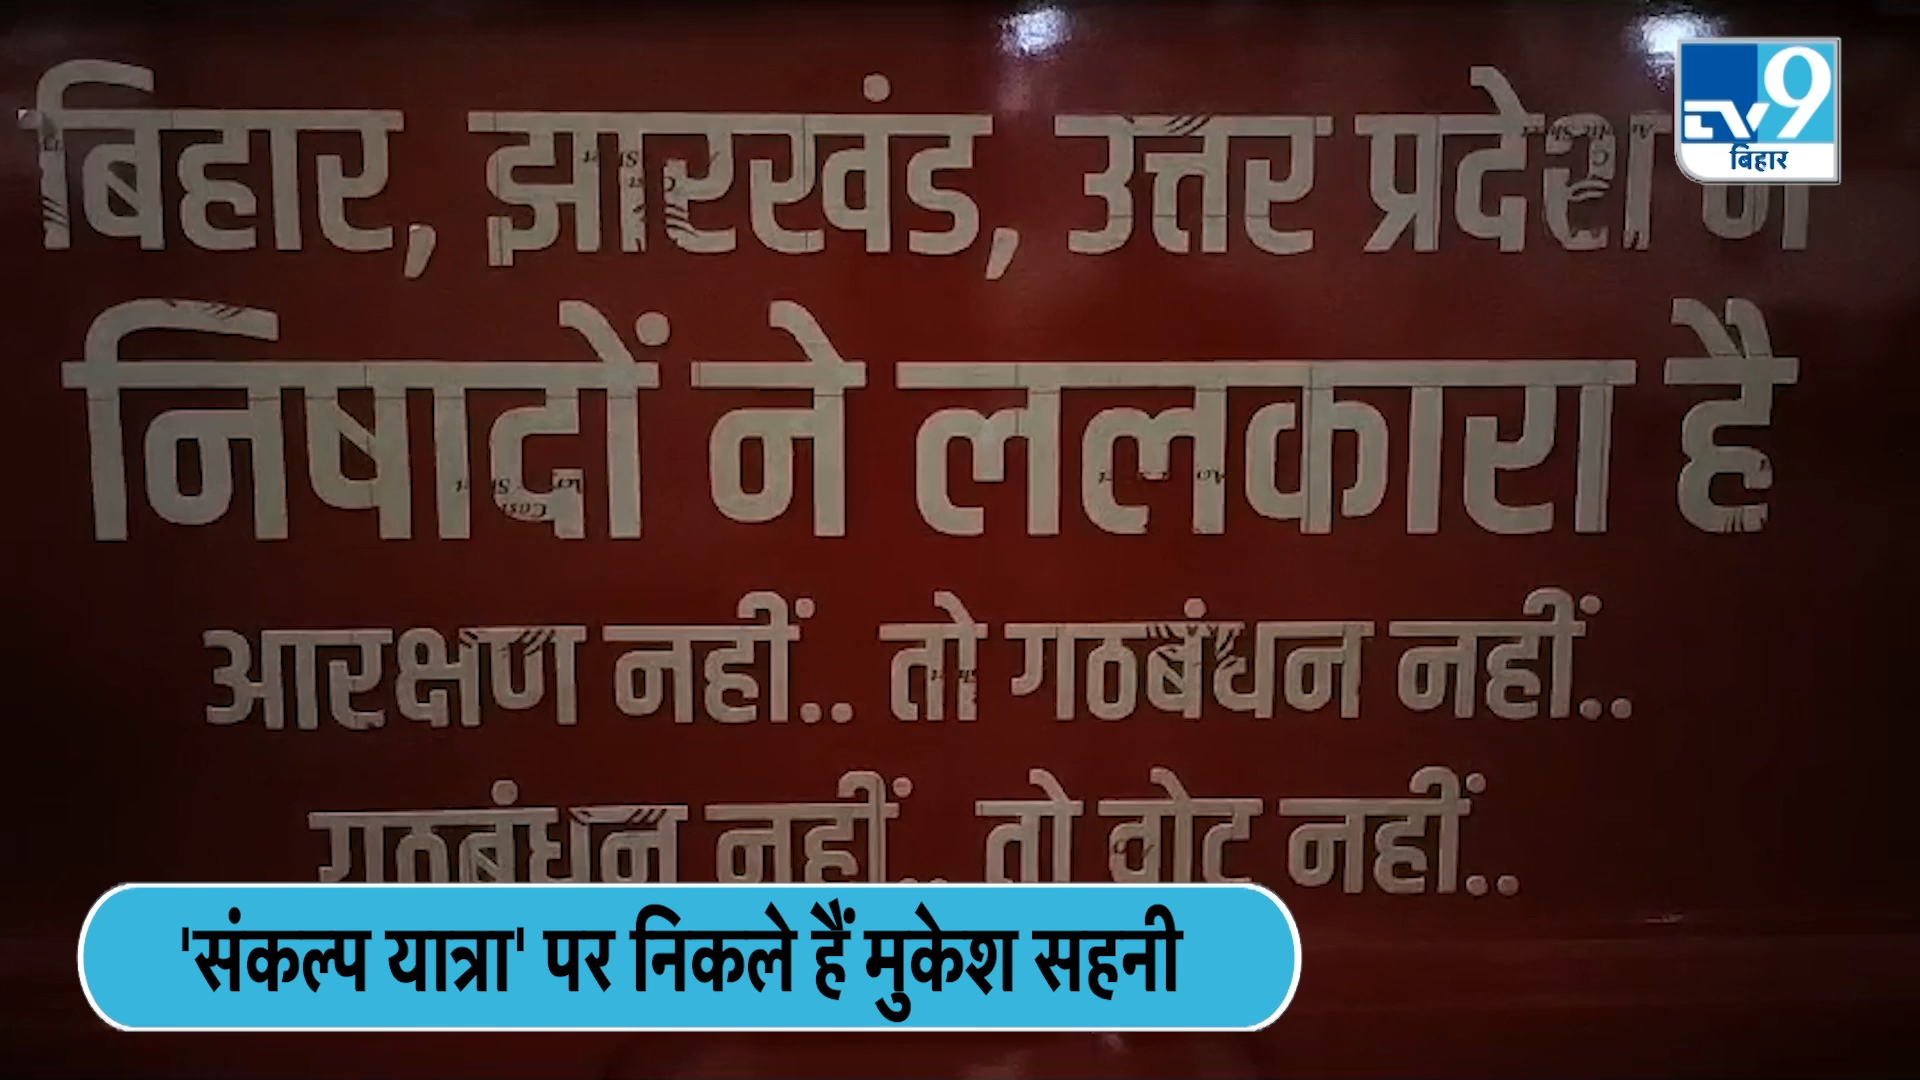 बिहार, झारखंड, उत्तर प्रदेश में
निषादों ने ललकारा है
आरक्षण नहीं.. तो गठबंधन नहीं..
गठबंधन नहीं.. तो वोट नहीं..
'संकल्प यात्रा' पर निकले हैं मुकेश सहनी
TV9
बिहार